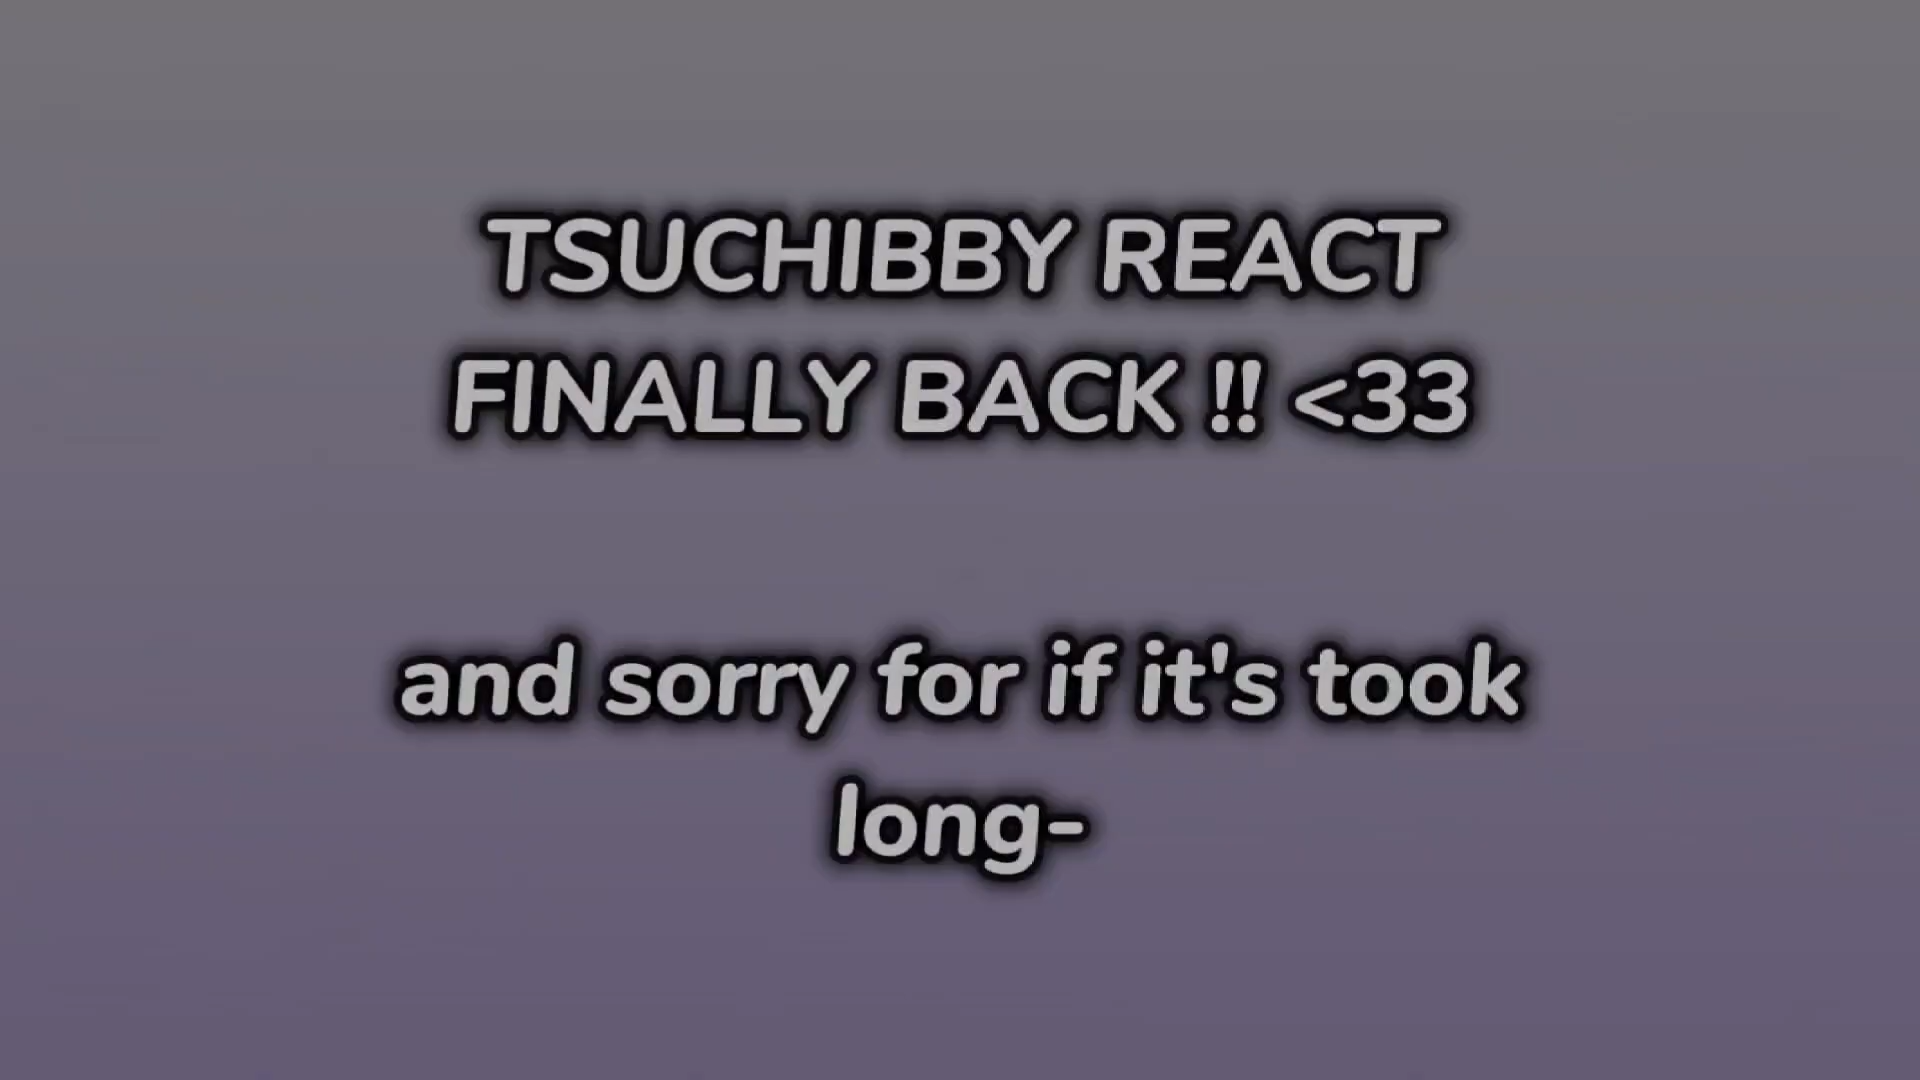 TSUCHIBBY REACT
FINALLY BACK !! <33
and sorry for if it's took
long-